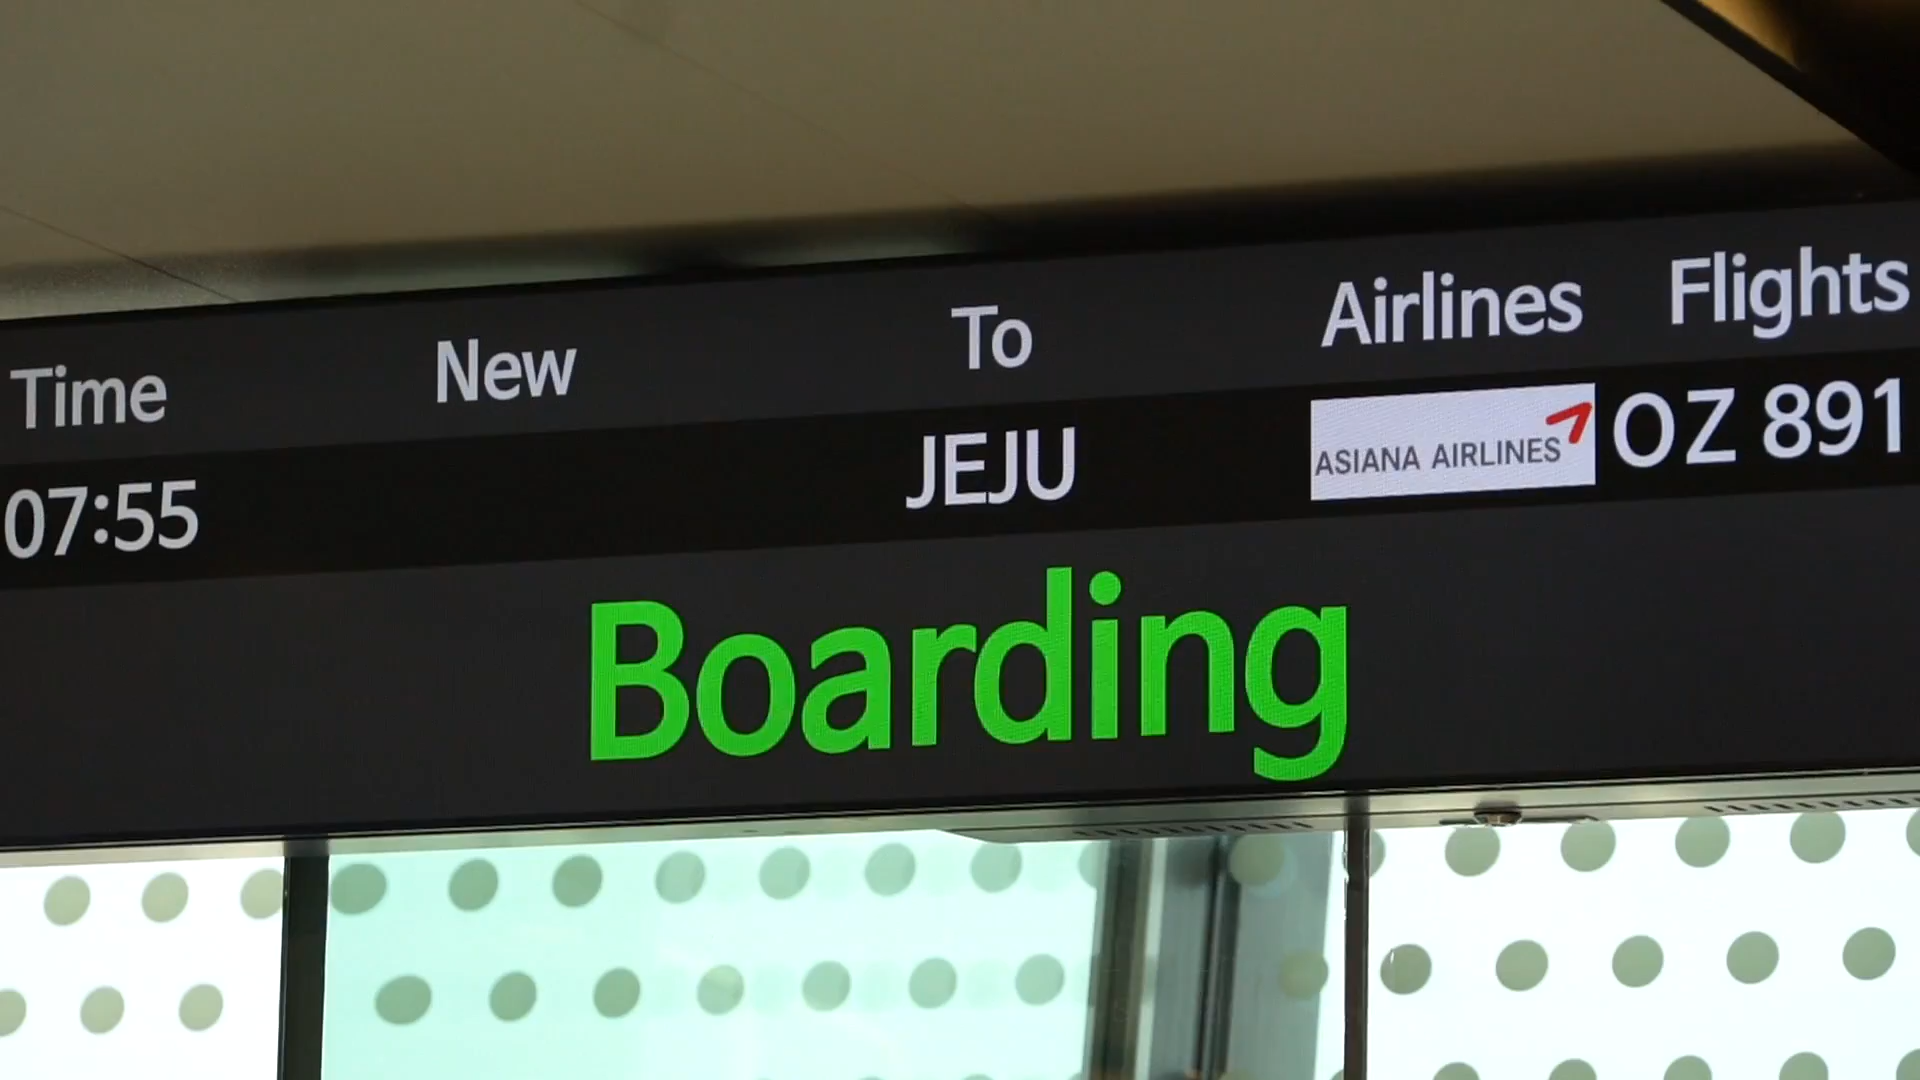 Time New To Airlines Flights
07:55 JEJU ASIANA AIRLINES OZ 891
Boarding